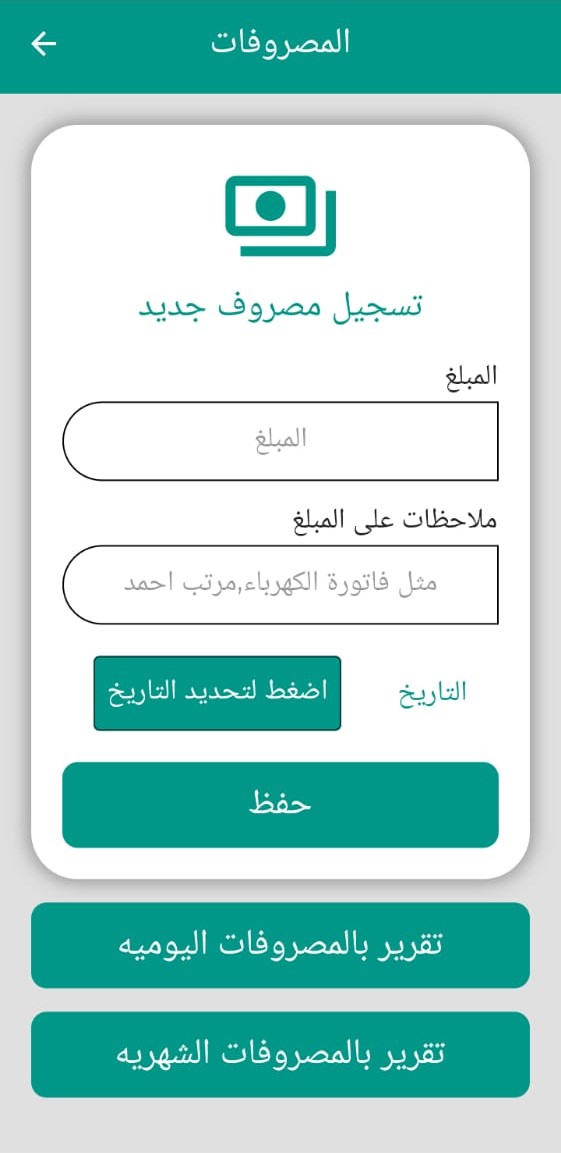 المصروفات
تسجيل مصروف جديد
المبلغ
المبلغ
ملاحظات على المبلغ
مثل فاتورة الكهرباء,مرتب احمد
التاريخ
اضغط لتحديد التاريخ
حفظ
تقرير بالمصروفات اليوميه
تقرير بالمصروفات الشهريه